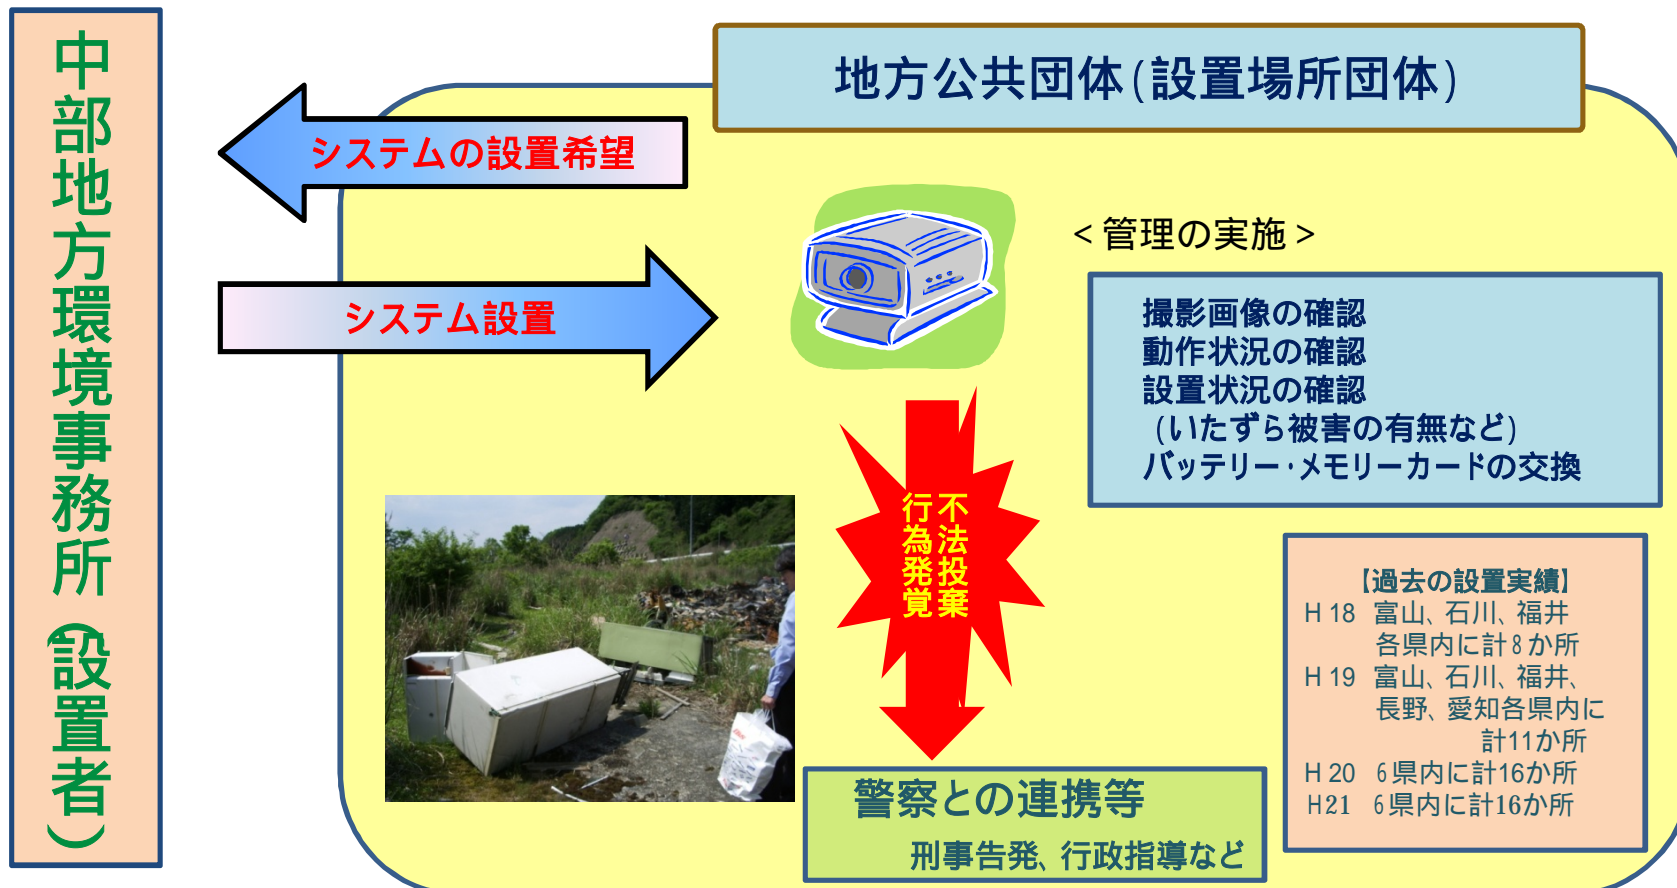 中部地方環境事務所(設置者)
地方公共団体(設置場所団体)
システムの設置希望
システム設置
<管理の実施>
撮影画像の確認
動作状況の確認
設置状況の確認
(いたずら被害の有無など)
バッテリー・メモリーカードの交換
不法投棄
行為発覚
警察との連携等
刑事告発、行政指導など
【過去の設置実績】
H18 富山、石川、福井
各県内に計8か所
H19 富山、石川、福井、
長野、愛知各県内に
計11か所
H20 6県内に計16か所
H21 6県内に計16か所